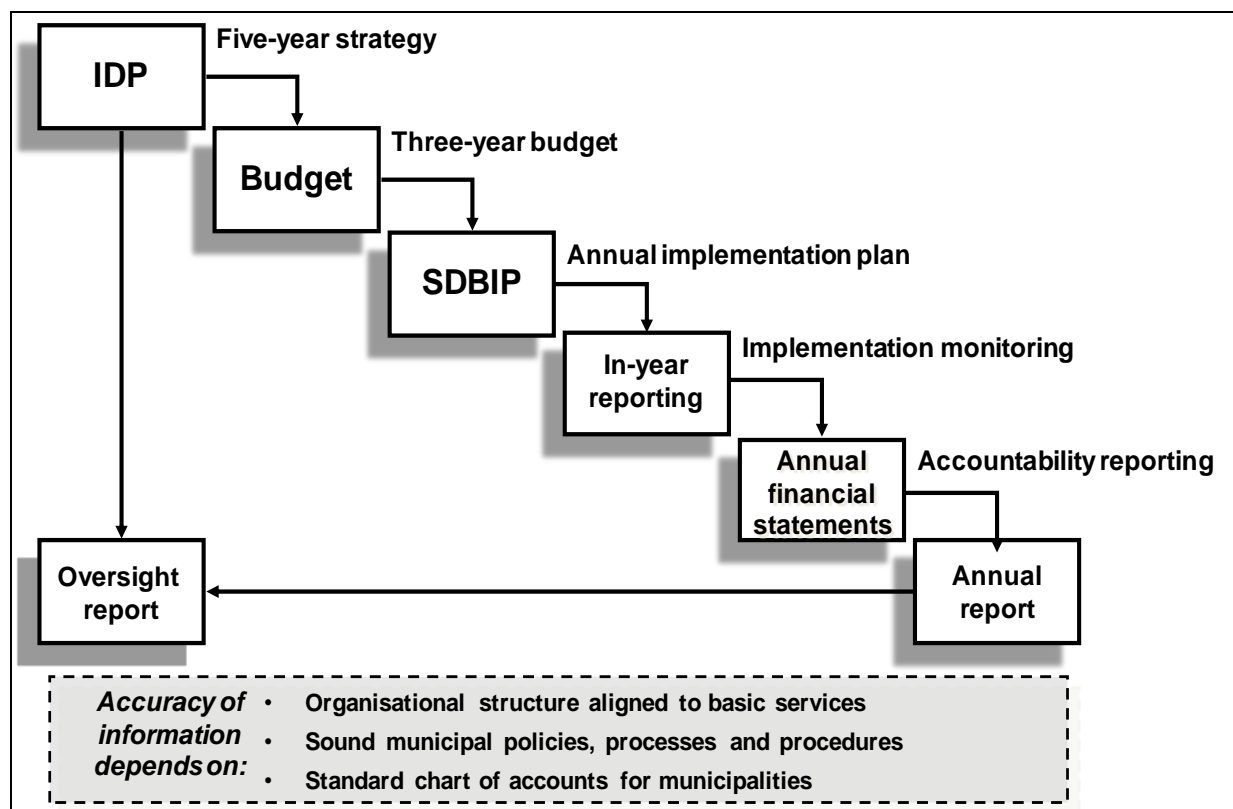 Five-year strategy
IDP
Three-year budget
Budget
Annual implementation plan
SDBIP
Implementation monitoring
In-year
reporting
Accountability reporting
Annual
financial
statements
Oversight
report
Annual
report
Accuracy of
information
depends on:
• Organisational structure aligned to basic services
• Sound municipal policies, processes and procedures
• Standard chart of accounts for municipalities